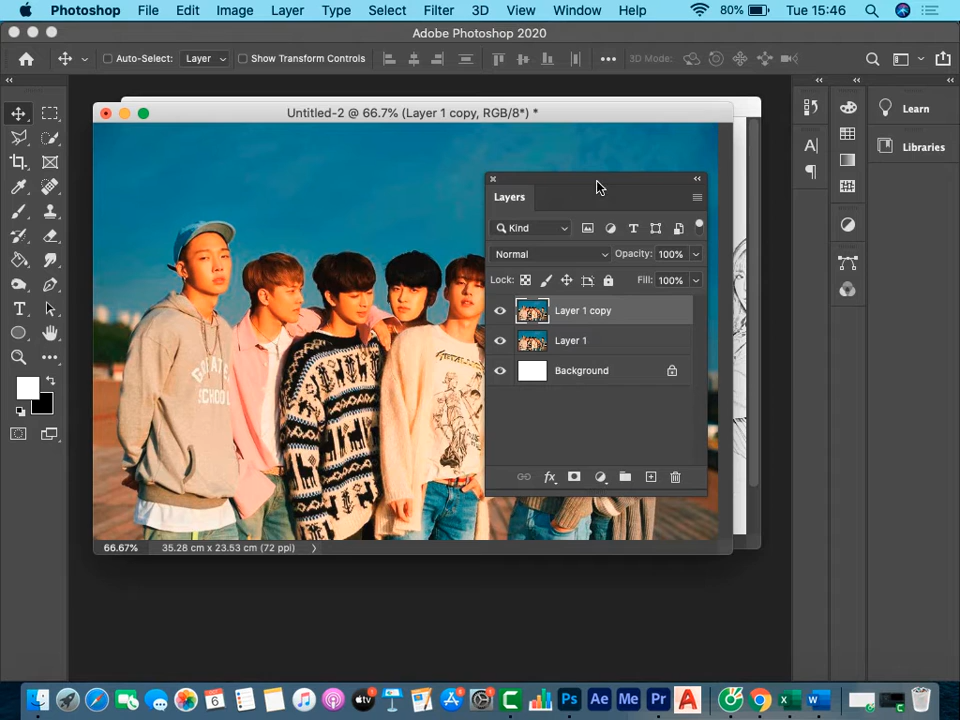 Photoshop File Edit Image Layer Type Select Filter 3D View Window Help 80% Tue 15:46
Adobe Photoshop 2020
Auto-Select: Layer Show Transform Controls 3D Mode:
Untitled-2 @ 66.7% (Layer 1 copy, RGB/8*) *
Learn
Libraries
Layers
Kind
Normal Opacity: 100%
Lock: Fill: 100%
Layer 1 copy
Layer 1
Background
SCHOOL
METALLICA
66.67% 35.28 cm x 23.53 cm (72 ppi)
6
tv
Ps Ae Me Pr